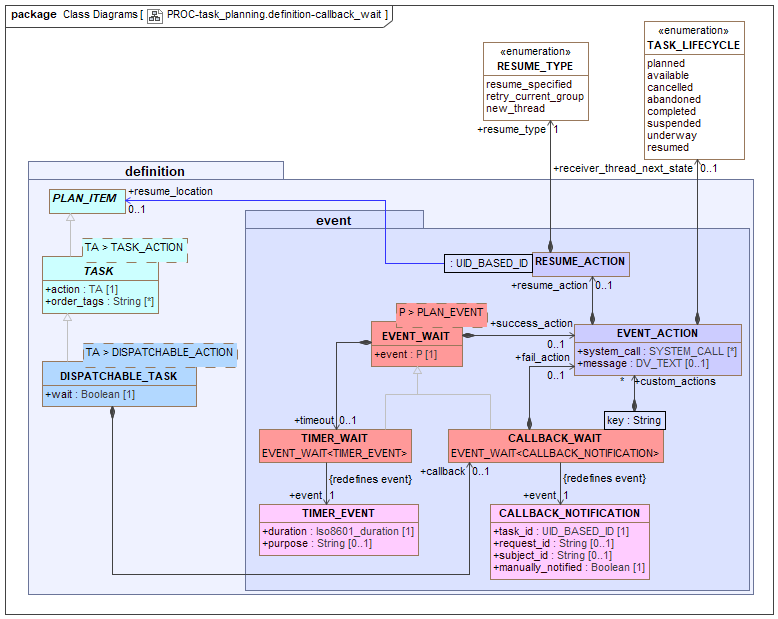 package Class Diagrams [ PROC-task_planning.definition-callback_wait ]
«enumeration»
RESUME_TYPE
resume_specified
retry_current_group
new_thread
«enumeration»
TASK_LIFECYCLE
planned
available
cancelled
abandoned
completed
suspended
underway
resumed
+resume_type 1
+receiver_thread_next_state 0..1
definition
PLAN_ITEM
+resume_location
0..1
event
TA > TASK_ACTION
TASK
+action : TA [1]
+order_tags : String [*]
: UID_BASED_ID
RESUME_ACTION
+resume_action 0..1
P > PLAN_EVENT
EVENT_WAIT
+event : P [1]
+success_action
0..1
EVENT_ACTION
+system_call : SYSTEM_CALL [*]
+message : DV_TEXT [0..1]
+fail_action
0..1
* +custom_actions
key : String
TA > DISPATCHABLE_ACTION
DISPATCHABLE_TASK
+wait : Boolean [1]
+timeout 0..1
TIMER_WAIT
EVENT_WAIT<TIMER_EVENT>
CALLBACK_WAIT
EVENT_WAIT<CALLBACK_NOTIFICATION>
+callback 0..1
{redefines event}
+event 1
{redefines event}
+event 1
TIMER_EVENT
+duration : Iso8601_duration [1]
+purpose : String [0..1]
CALLBACK_NOTIFICATION
+task_id : UID_BASED_ID [1]
+request_id : String [0..1]
+subject_id : String [0..1]
+manually_notified : Boolean [1]